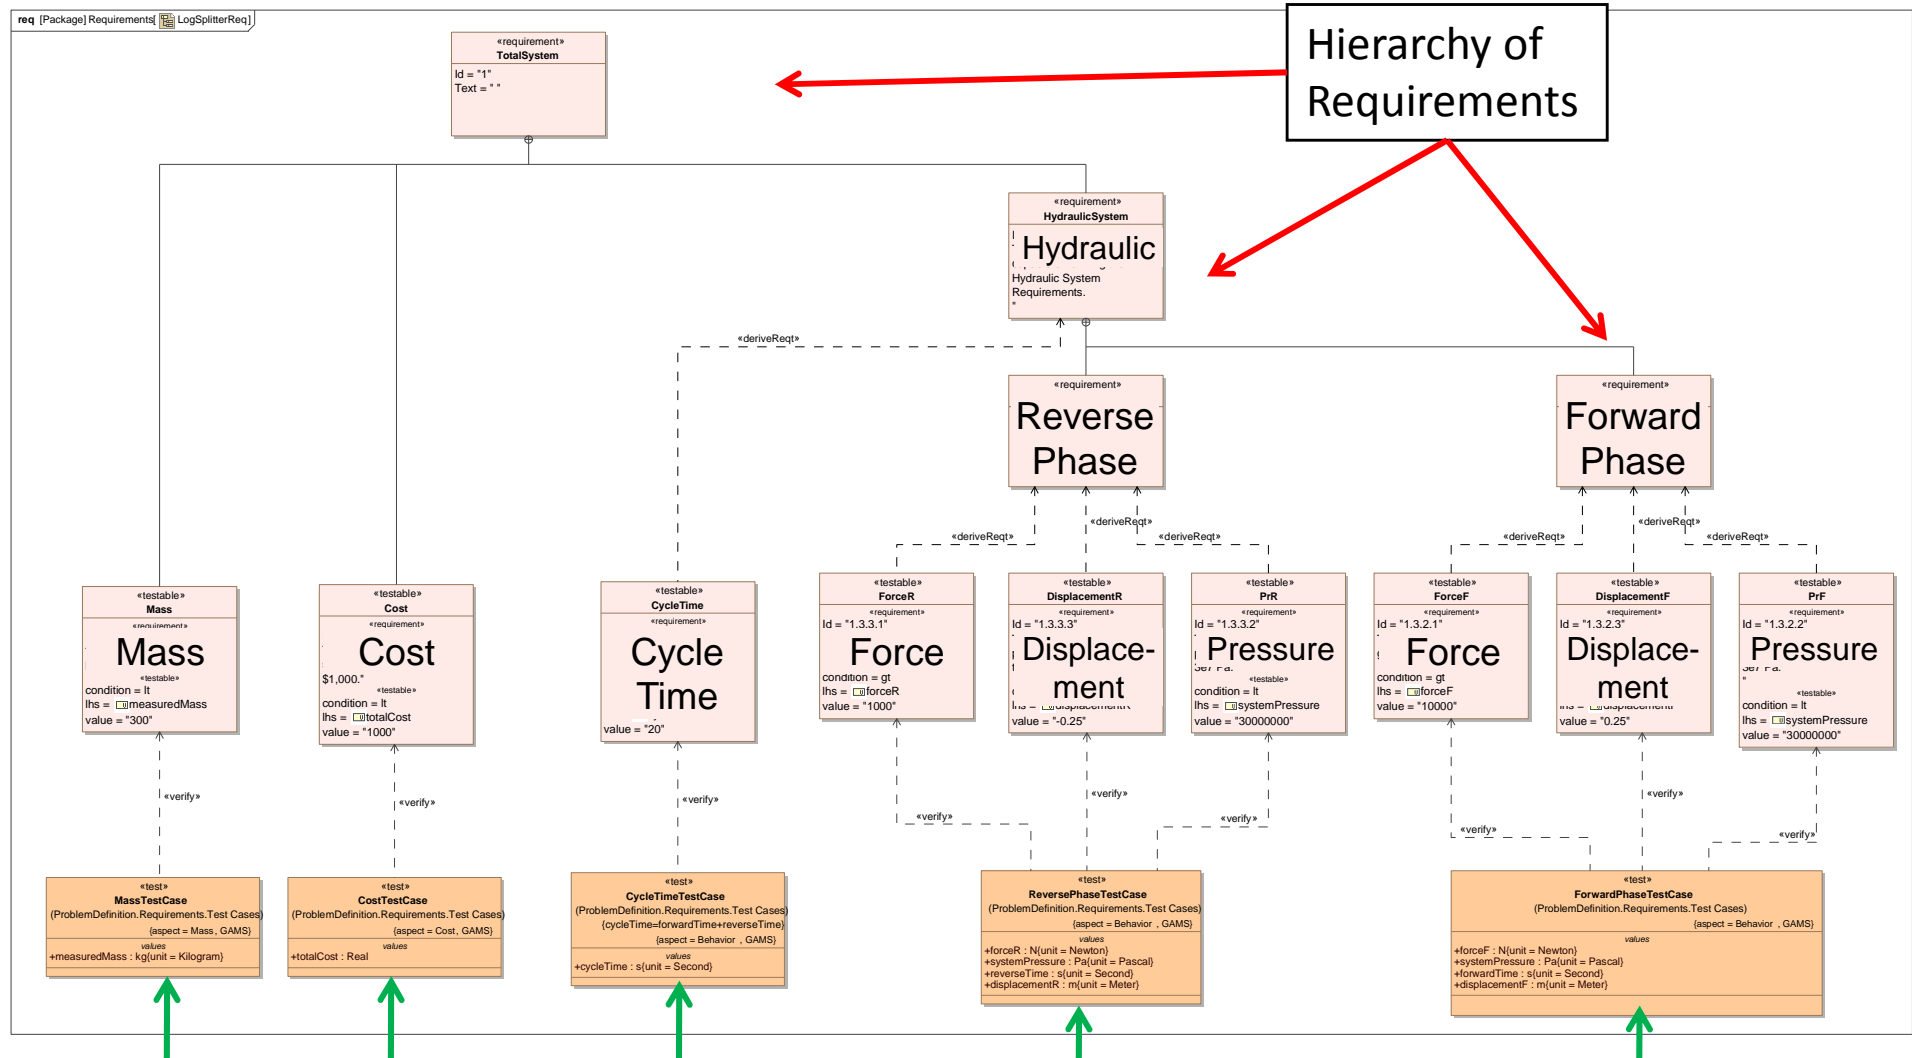 req [Package] Requirements[ LogSplitterReq ]
Hierarchy of
Requirements
«requirement»
TotalSystem
Id = "1"
Text = " "
«requirement»
HydraulicSystem
Hydraulic
Hydraulic System
Requirements.
"
«deriveReqt»
«requirement»
Reverse
Phase
«requirement»
Forward
Phase
«deriveReqt»
«deriveReqt»
«deriveReqt»
«deriveReqt»
«deriveReqt»
«deriveReqt»
«testable»
Mass
«requirement»
Mass
«testable»
condition = lt
lhs = measuredMass
value = "300"
«testable»
Cost
«requirement»
Cost
$1,000."
«testable»
condition = lt
lhs = totalCost
value = "1000"
«testable»
CycleTime
«requirement»
Cycle
Time
value = "20"
«testable»
ForceR
«requirement»
Id = "1.3.3.1"
Force
condition = gt
lhs = forceR
value = "1000"
«testable»
DisplacementR
«requirement»
Id = "1.3.3.3"
Displace-
ment
lhs = displacementR
value = "-0.25"
«testable»
PrR
«requirement»
Id = "1.3.3.2"
Pressure
3e7 Pa.
«testable»
condition = lt
lhs = systemPressure
value = "30000000"
«testable»
ForceF
«requirement»
Id = "1.3.2.1"
Force
condition = gt
lhs = forceF
value = "10000"
«testable»
DisplacementF
«requirement»
Id = "1.3.2.3"
Displace-
ment
lhs = displacementF
value = "0.25"
«testable»
PrF
«requirement»
Id = "1.3.2.2"
Pressure
3e7 Pa.
"
«testable»
condition = lt
lhs = systemPressure
value = "30000000"
«verify»
«verify»
«verify»
«verify»
«verify»
«verify»
«verify»
«verify»
«verify»
«test»
MassTestCase
(ProblemDefinition.Requirements.Test Cases)
{aspect = Mass, GAMS}
values
+measuredMass : kg{unit = Kilogram}
«test»
CostTestCase
(ProblemDefinition.Requirements.Test Cases)
{aspect = Cost, GAMS}
values
+totalCost : Real
«test»
CycleTimeTestCase
(ProblemDefinition.Requirements.Test Cases)
{cycleTime=forwardTime+reverseTime}
{aspect = Behavior , GAMS}
values
+cycleTime : s{unit = Second}
«test»
ReversePhaseTestCase
(ProblemDefinition.Requirements.Test Cases)
{aspect = Behavior , GAMS}
values
+forceR : N{unit = Newton}
+systemPressure : Pa{unit = Pascal}
+reverseTime : s{unit = Second}
+displacementR : m{unit = Meter}
«test»
ForwardPhaseTestCase
(ProblemDefinition.Requirements.Test Cases)
{aspect = Behavior , GAMS}
values
+forceF : N{unit = Newton}
+systemPressure : Pa{unit = Pascal}
+forwardTime : s{unit = Second}
+displacementF : m{unit = Meter}